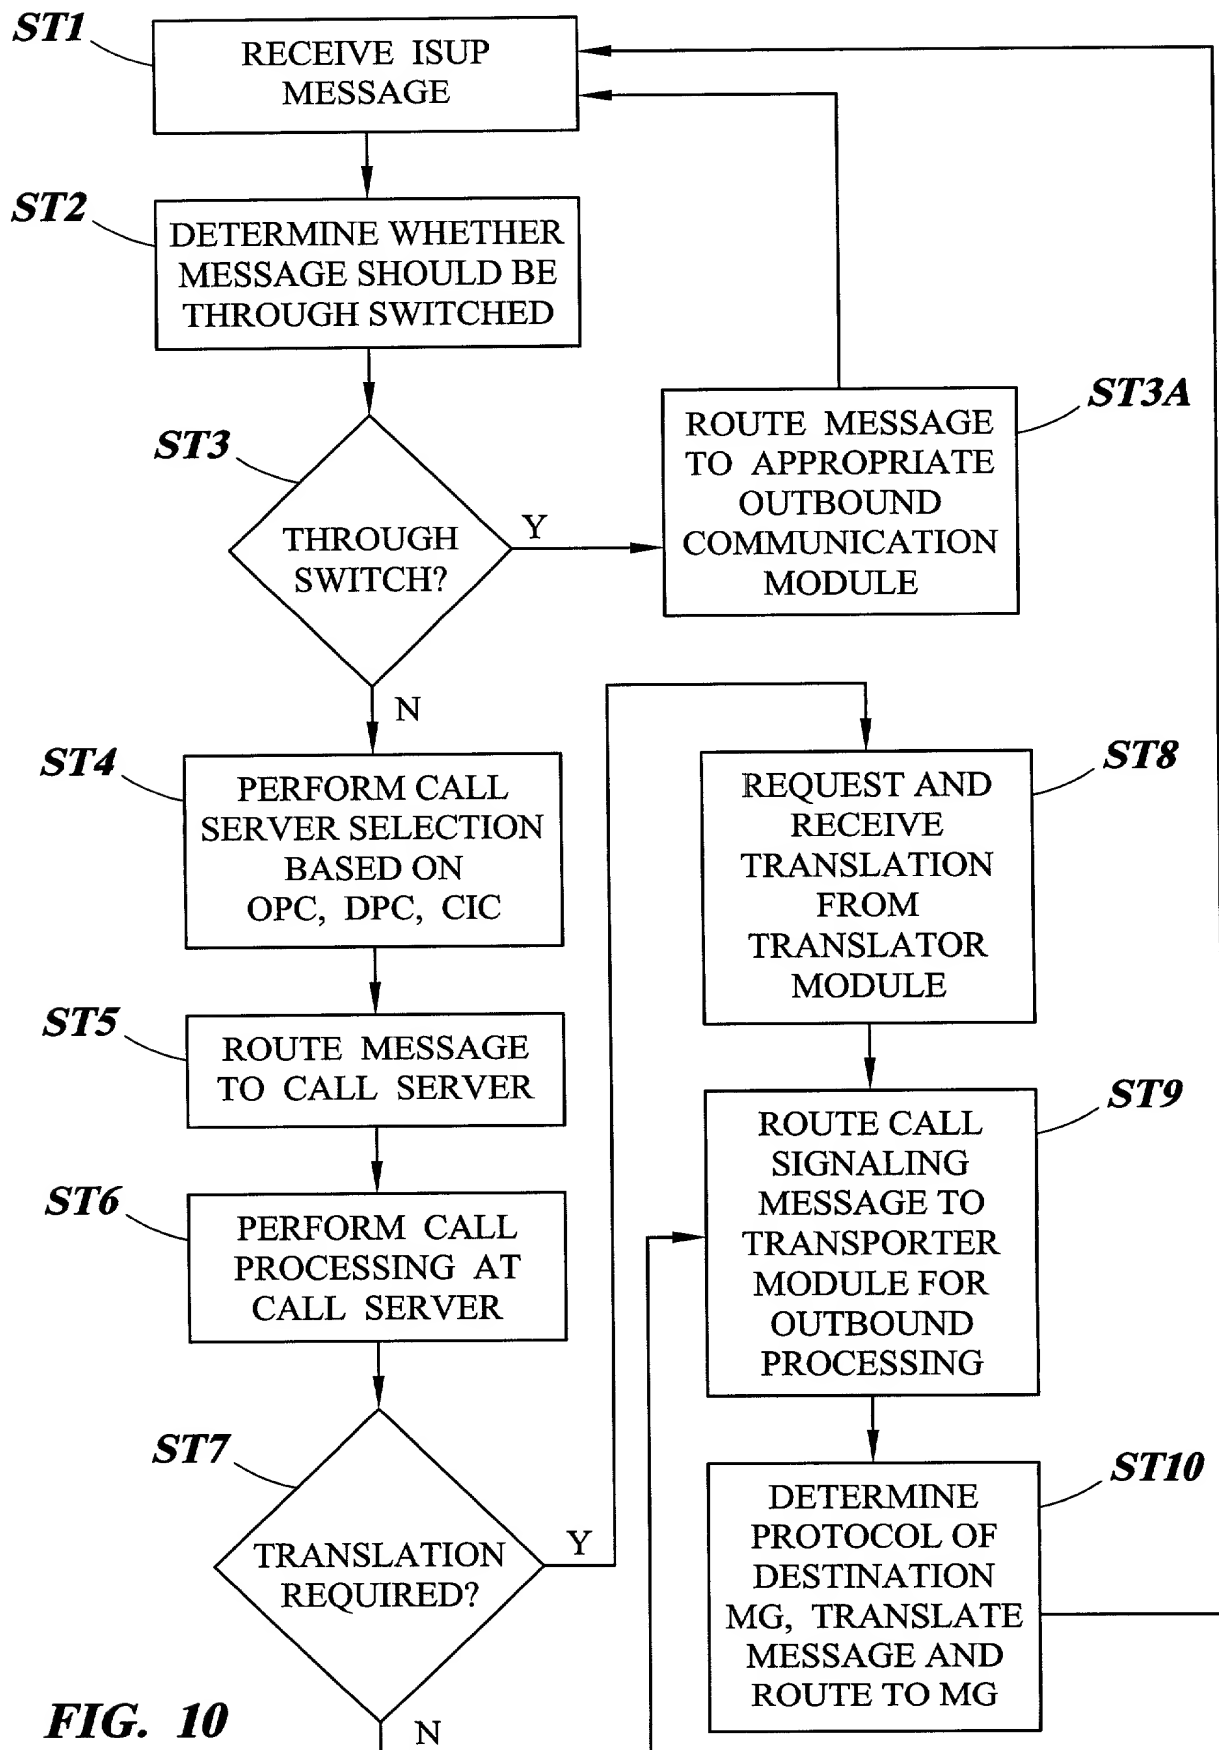 ST1
RECEIVE ISUP
MESSAGE
ST2
DETERMINE WHETHER
MESSAGE SHOULD BE
THROUGH SWITCHED
ST3
THROUGH
SWITCH?
Y
N
ST3A
ROUTE MESSAGE
TO APPROPRIATE
OUTBOUND
COMMUNICATION
MODULE
ST4
PERFORM CALL
SERVER SELECTION
BASED ON
OPC, DPC, CIC
ST5
ROUTE MESSAGE
TO CALL SERVER
ST6
PERFORM CALL
PROCESSING AT
CALL SERVER
ST7
TRANSLATION
REQUIRED?
Y
N
ST8
REQUEST AND
RECEIVE
TRANSLATION
FROM
TRANSLATOR
MODULE
ST9
ROUTE CALL
SIGNALING
MESSAGE TO
TRANSPORTER
MODULE FOR
OUTBOUND
PROCESSING
ST10
DETERMINE
PROTOCOL OF
DESTINATION
MG, TRANSLATE
MESSAGE AND
ROUTE TO MG
FIG. 10